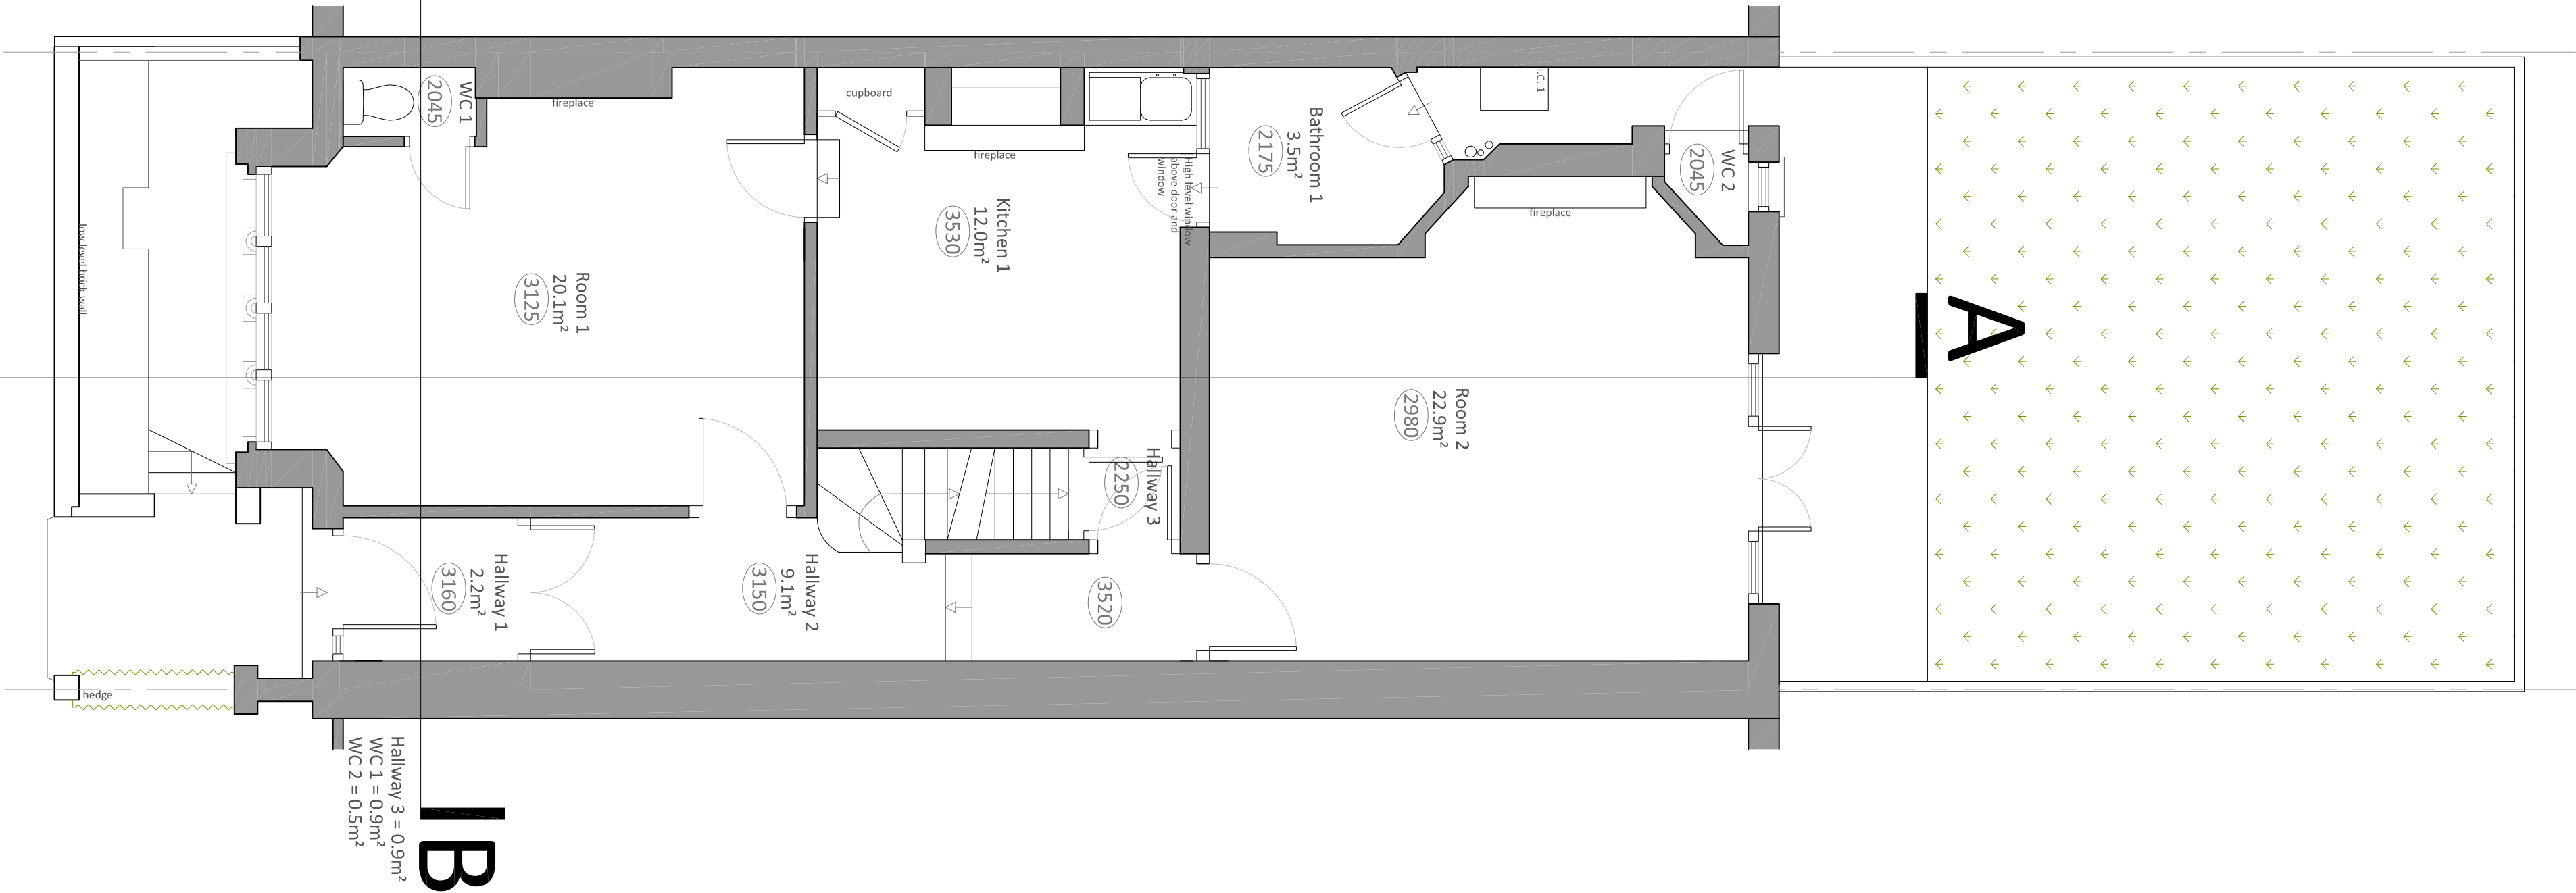 WC 1
2045
fireplace
cupboard
fireplace
Bathroom 1
3.5m²
2175
I.C. 1
WC 2
2045
fireplace
High level window
above door and
window
Kitchen 1
12.0m²
3530
Room 1
20.1m²
3125
low level brick wall
A
Room 2
22.9m²
2980
Hallway 3
2250
Hallway 1
2.2m²
3160
Hallway 2
9.1m²
3150
3520
hedge
Hallway 3 = 0.9m²
WC 1 = 0.9m²
WC 2 = 0.5m²
B